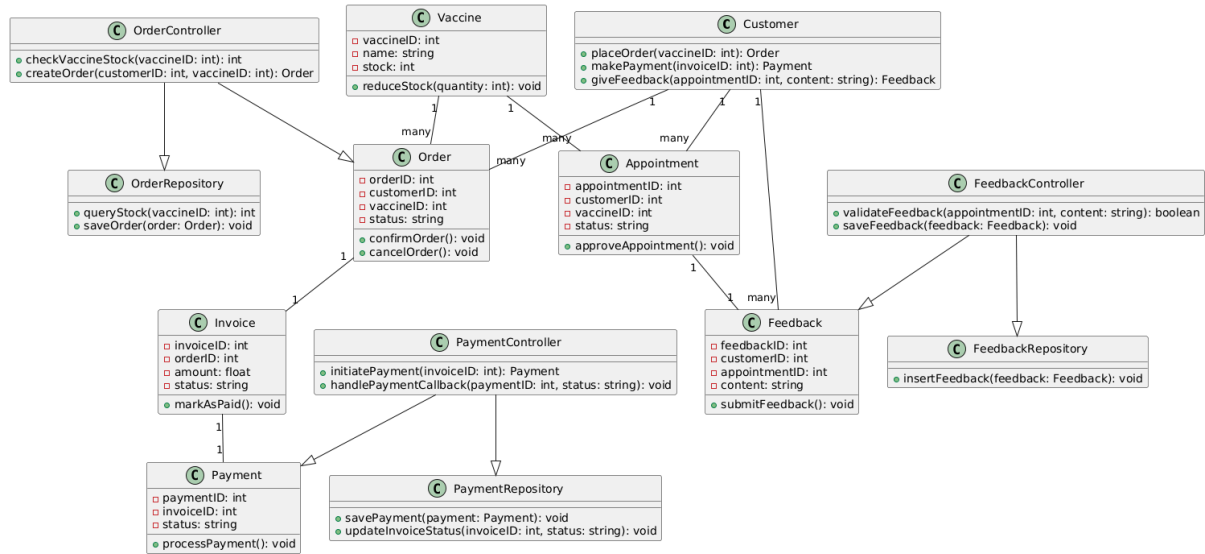 C OrderController
+checkVaccineStock(vaccineID: int): int
+createOrder(customerID: int, vaccineID: int): Order
C Vaccine
vaccineID: int
name: string
stock: int
reduceStock(quantity: int): void
C Customer
placeOrder(vaccineID: int): Order
makePayment(invoiceID: int): Payment
giveFeedback(appointmentID: int, content: string): Feedback
1
1
1
1
1
many
many
many
many
C OrderRepository
queryStock(vaccineID: int): int
saveOrder(order: Order): void
C Order
orderID: int
customerID: int
vaccineID: int
status: string
confirmOrder(): void
cancelOrder(): void
C Appointment
appointmentID: int
customerID: int
vaccineID: int
status: string
approveAppointment(): void
C FeedbackController
validateFeedback(appointmentID: int, content: string): boolean
saveFeedback(feedback: Feedback): void
1
1
1
1
many
C Invoice
invoiceID: int
orderID: int
amount: float
status: string
markAsPaid(): void
C PaymentController
initiatePayment(invoiceID: int): Payment
handlePaymentCallback(paymentID: int, status: string): void
C Feedback
feedbackID: int
customerID: int
appointmentID: int
content: string
submitFeedback(): void
C FeedbackRepository
insertFeedback(feedback: Feedback): void
1
1
C Payment
paymentID: int
invoiceID: int
status: string
processPayment(): void
C PaymentRepository
savePayment(payment: Payment): void
updateInvoiceStatus(invoiceID: int, status: string): void